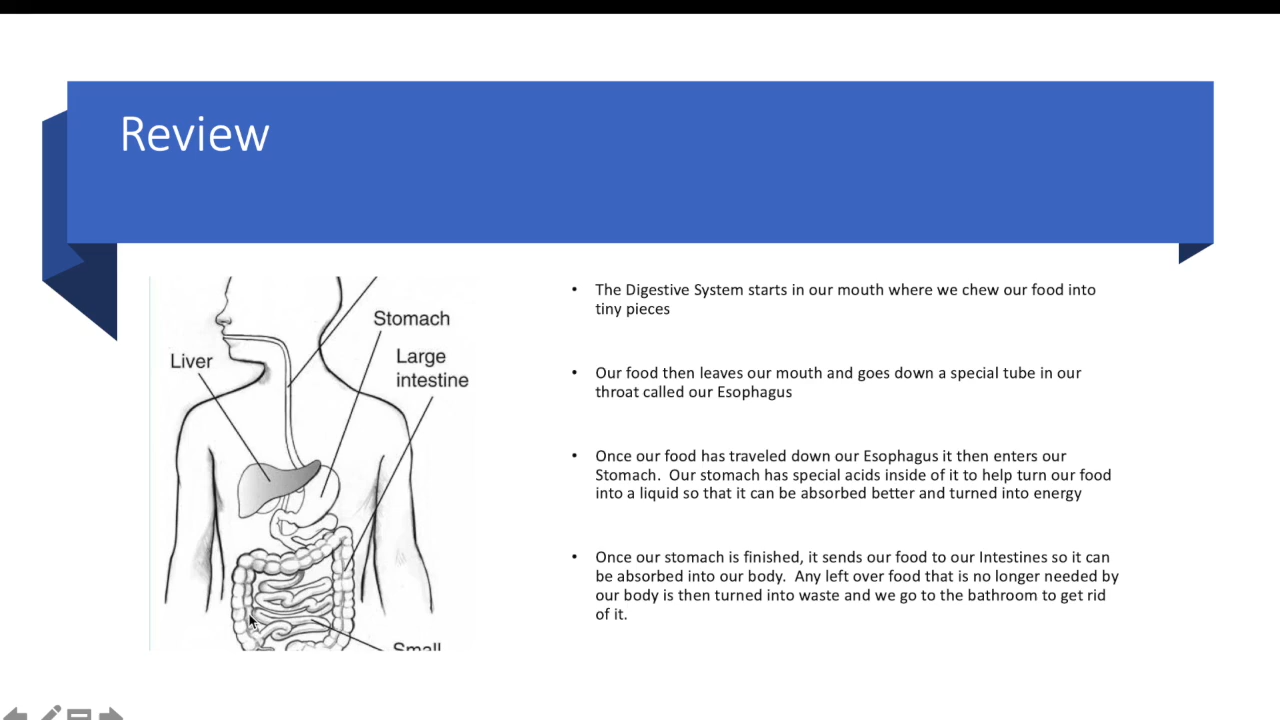 Review
Stomach
Liver
Large
intestine
Small
• The Digestive System starts in our mouth where we chew our food into
tiny pieces
• Our food then leaves our mouth and goes down a special tube in our
throat called our Esophagus
• Once our food has traveled down our Esophagus it then enters our
Stomach.  Our stomach has special acids inside of it to help turn our food
into a liquid so that it can be absorbed better and turned into energy
• Once our stomach is finished, it sends our food to our Intestines so it can
be absorbed into our body.  Any left over food that is no longer needed by
our body is then turned into waste and we go to the bathroom to get rid
of it.